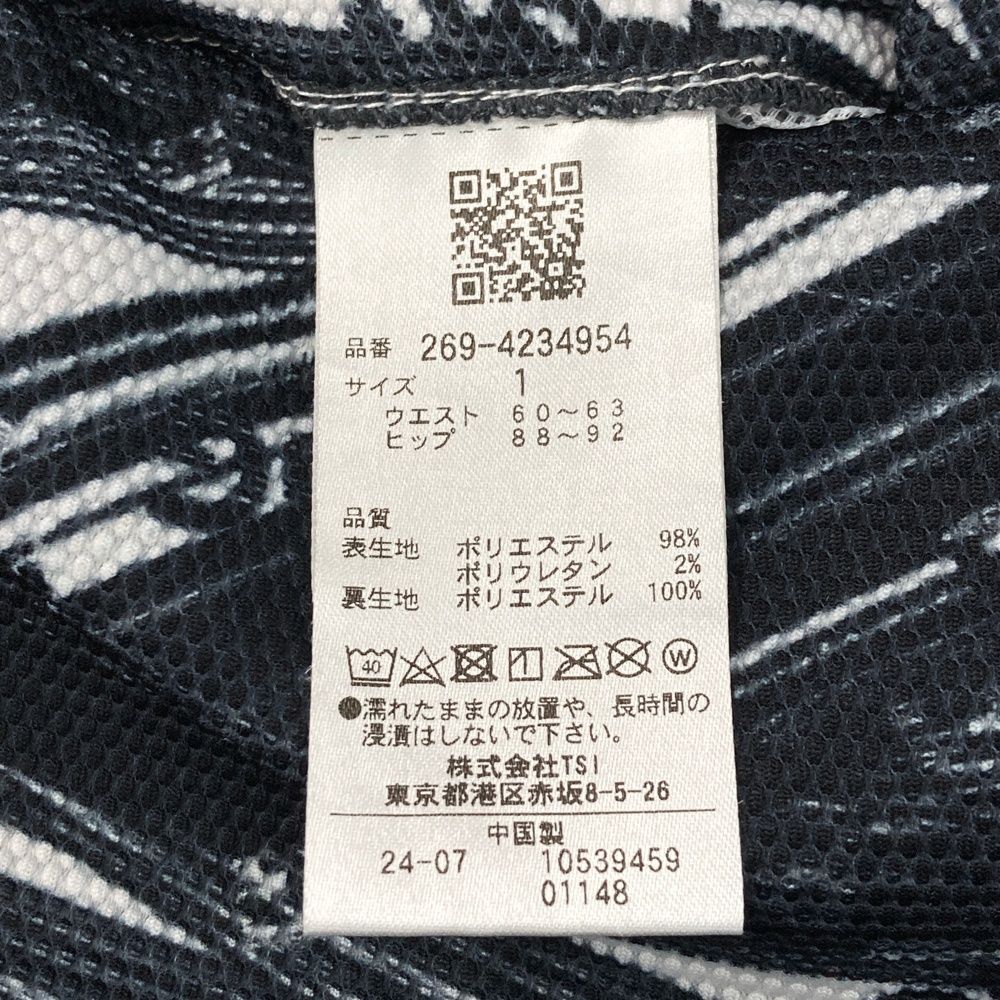 品番 269-4234954
サイズ 1
ウエスト 60～63
ヒップ 88～92
品質
表生地 ポリエステル 98%
ポリウレタン 2%
裏生地 ポリエステル 100%
40 W
●濡れたままの放置や、長時間の
浸漬はしないで下さい。
株式会社TSI
東京都港区赤坂8-5-26
中国製
24-07 10539459
01148